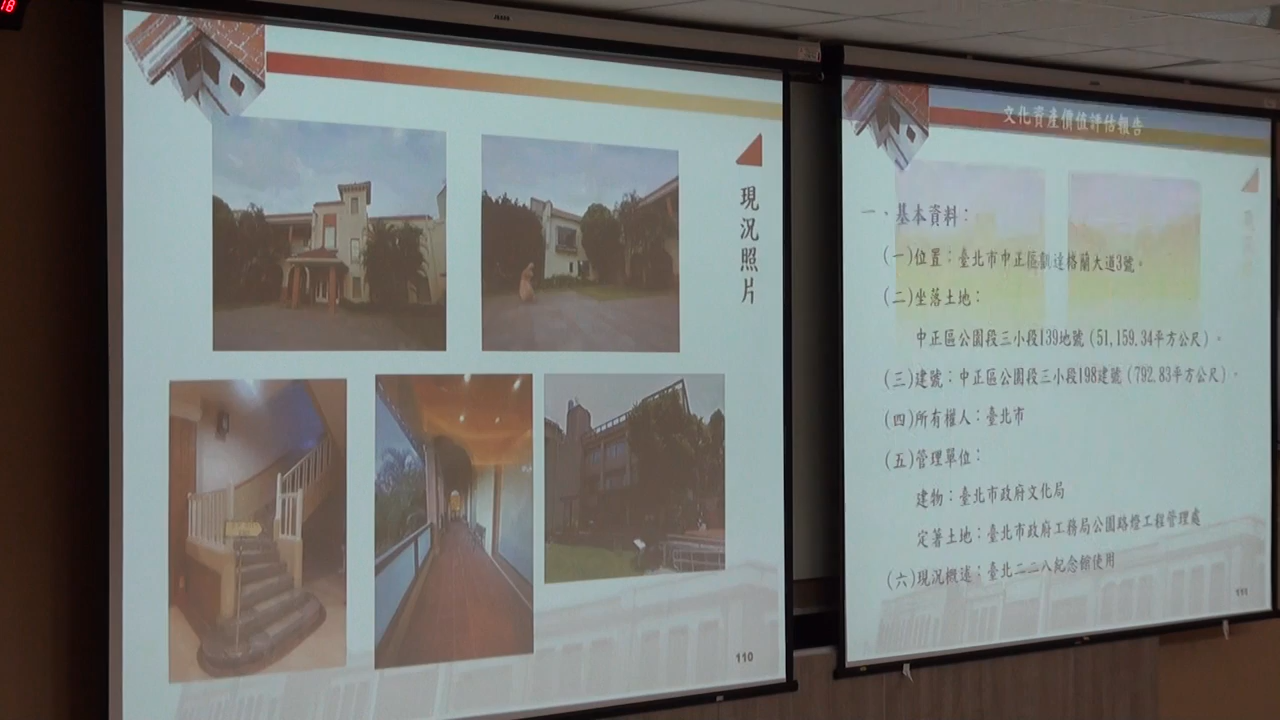 18
現況照片
110
文化資產價值評估報告
一、基本資料：
(一)位置：臺北市中正區凱達格蘭大道3號。
(二)坐落土地：
中正區公園段三小段139地號（51,159.34平方公尺）。
(三)建號：中正區公園段三小段198建號（792.83平方公尺）。
(四)所有權人：臺北市
(五)管理單位：
建物：臺北市政府文化局
定著土地：臺北市政府工務局公園路燈工程管理處
(六)現況概述：臺北二二八紀念館使用
111